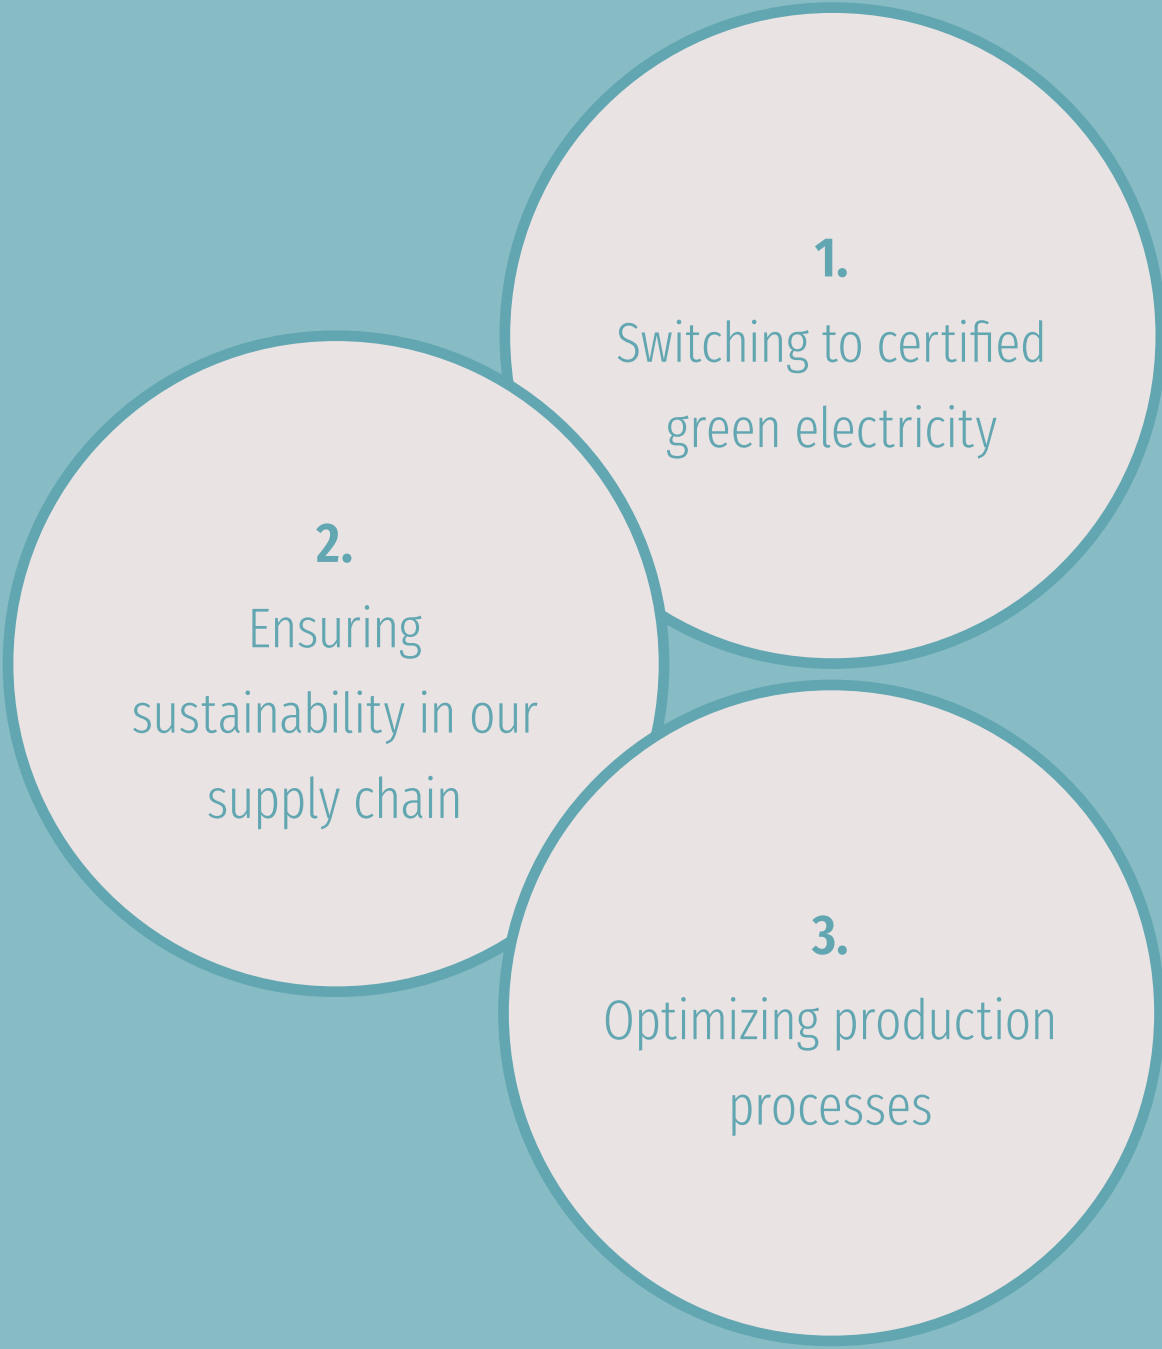 1.
Switching to certified
green electricity
2.
Ensuring
sustainability in our
supply chain
3.
Optimizing production
processes